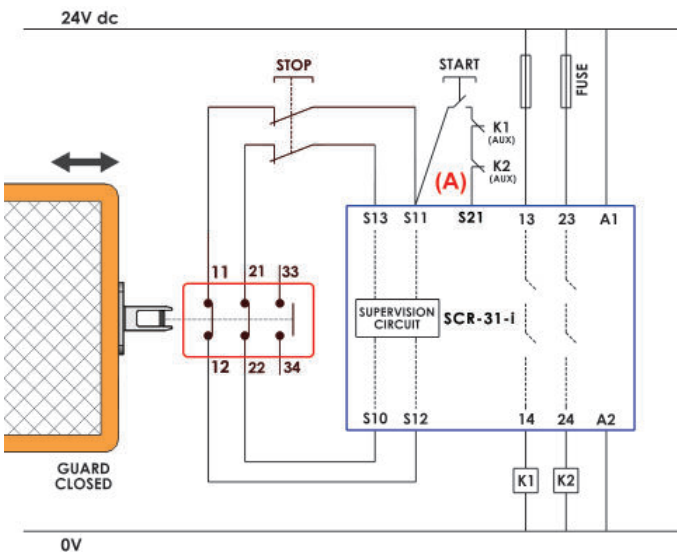 24V dc
STOP
START
FUSE
K1
(AUX)
K2
(AUX)
(A)
S13 S11 S21 13 23 A1
11 21 33
SUPERVISION
CIRCUIT
SCR-31-i
12 22 34
S10 S12 14 24 A2
GUARD
CLOSED
K1 K2
0V